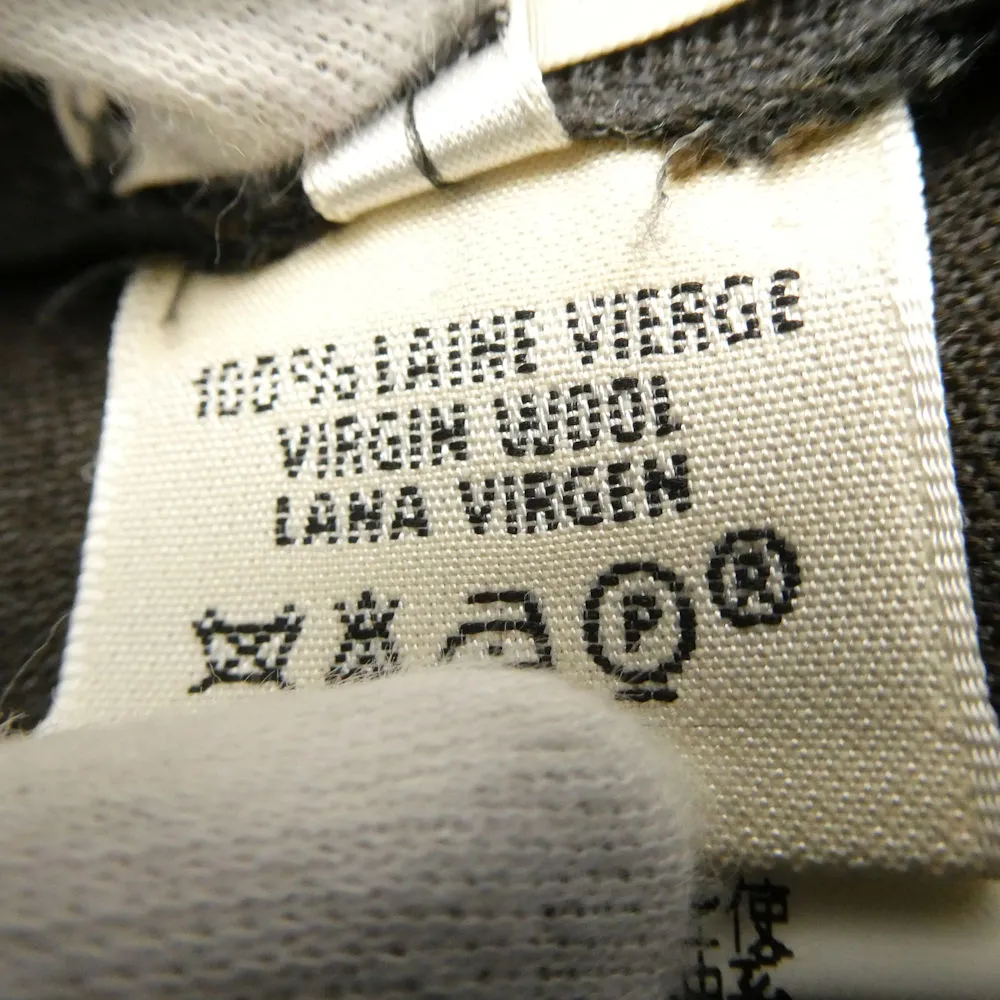 100% LAINE VIERGE
VIRGIN WOOL
LANA VIRGEN
P ®